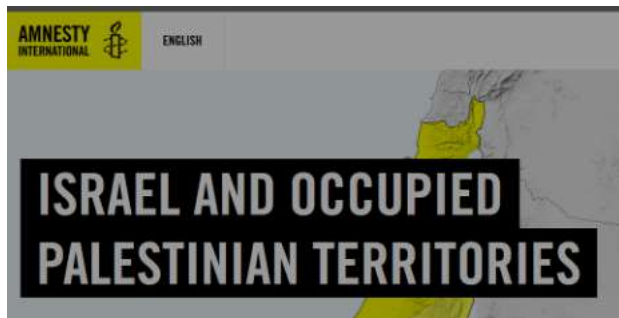 AMNESTY
INTERNATIONAL
ENGLISH
ISRAEL AND OCCUPIED
PALESTINIAN TERRITORIES